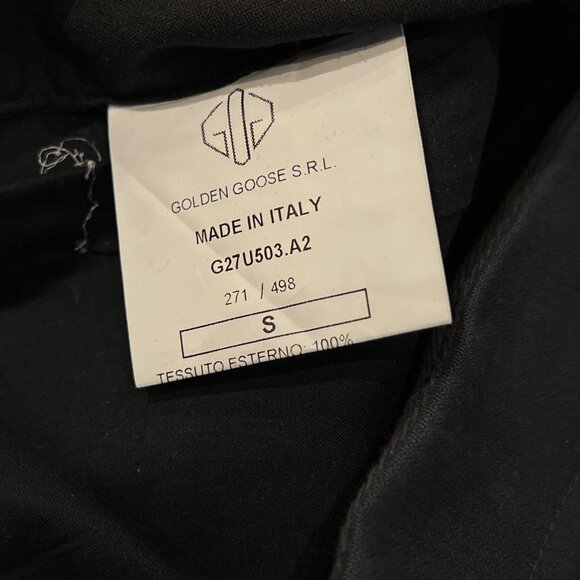 GOLDEN GOOSE S.R.L.
MADE IN ITALY
G27U503.A2
271 / 498
S
TESSUTO ESTERNO: 100%